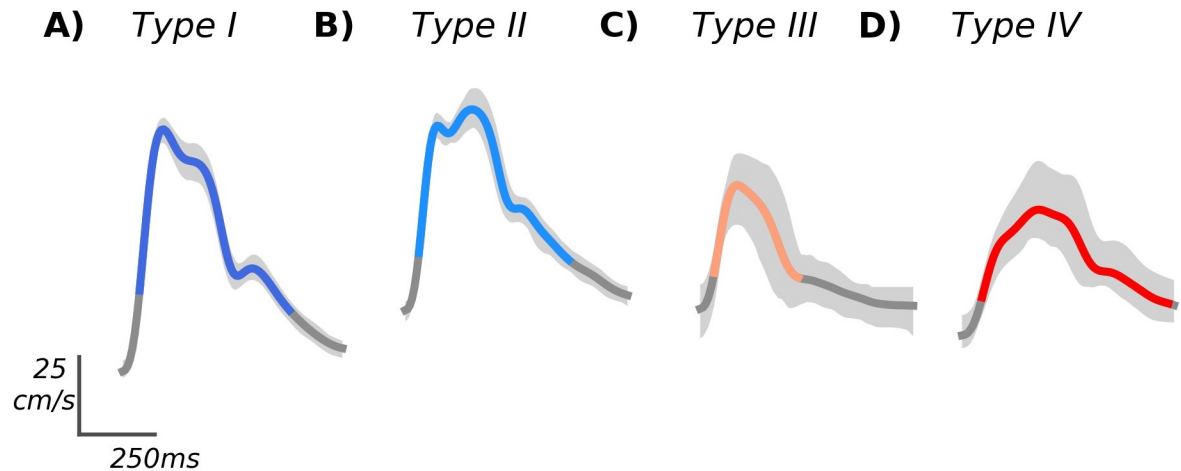 A) Type I B) Type II C) Type III D) Type IV
25
cm/s
250ms